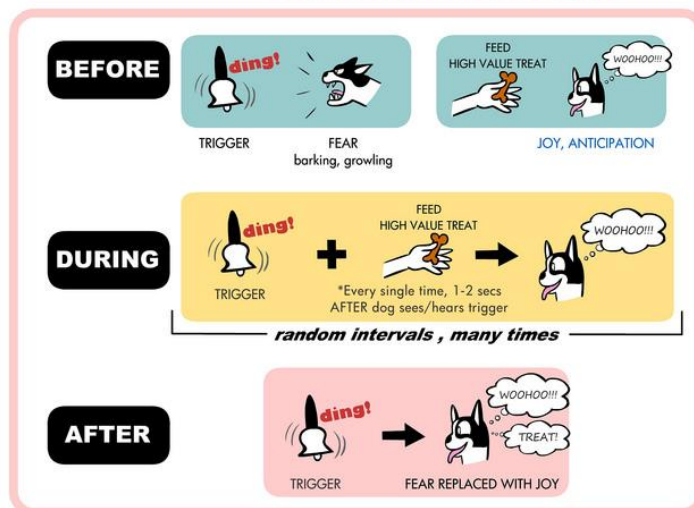 BEFORE
ding!
TRIGGER
FEAR
barking, growling
FEED
HIGH VALUE TREAT
WOOHOO!!!
JOY, ANTICIPATION
DURING
ding!
TRIGGER
+
FEED
HIGH VALUE TREAT
*Every single time, 1-2 secs
AFTER dog sees/hears trigger
WOOHOO!!!
random intervals , many times
AFTER
ding!
TRIGGER
WOOHOO!!!
TREAT!
FEAR REPLACED WITH JOY